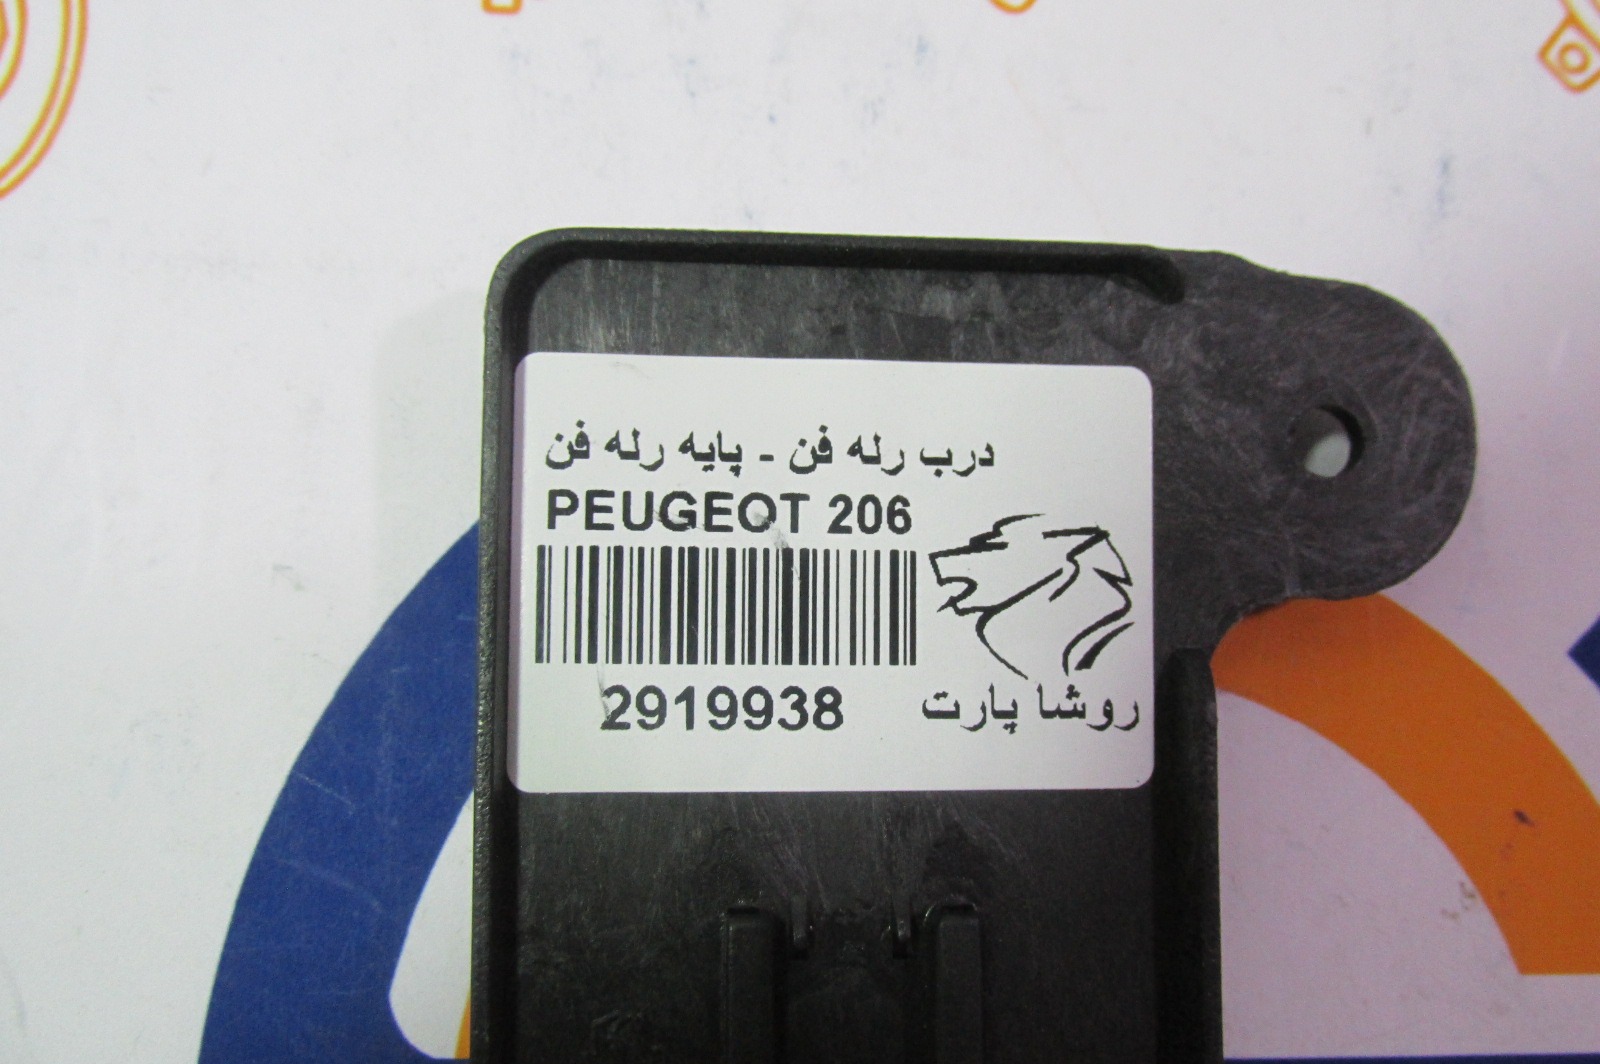 درب رله فن - پایه رله فن
PEUGEOT 206
2919938
روشا پارت